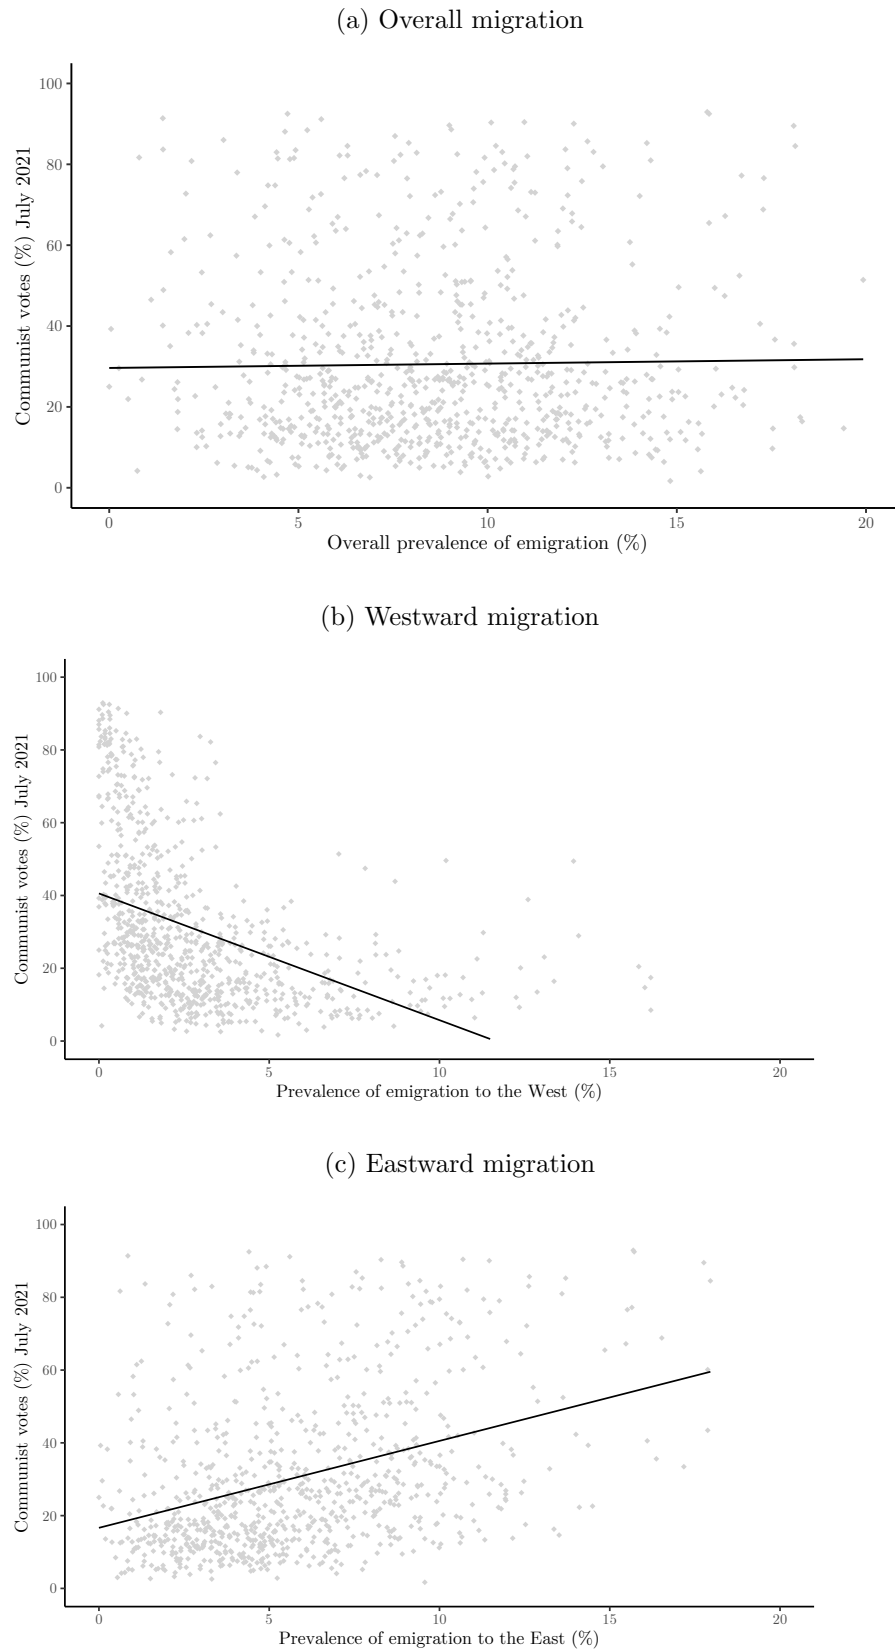 (a) Overall migration
Communist votes (%) July 2021
100
80
60
40
20
0
0 5 10 15 20
Overall prevalence of emigration (%)
(b) Westward migration
Communist votes (%) July 2021
100
80
60
40
20
0
0 5 10 15 20
Prevalence of emigration to the West (%)
(c) Eastward migration
Communist votes (%) July 2021
100
80
60
40
20
0
0 5 10 15 20
Prevalence of emigration to the East (%)